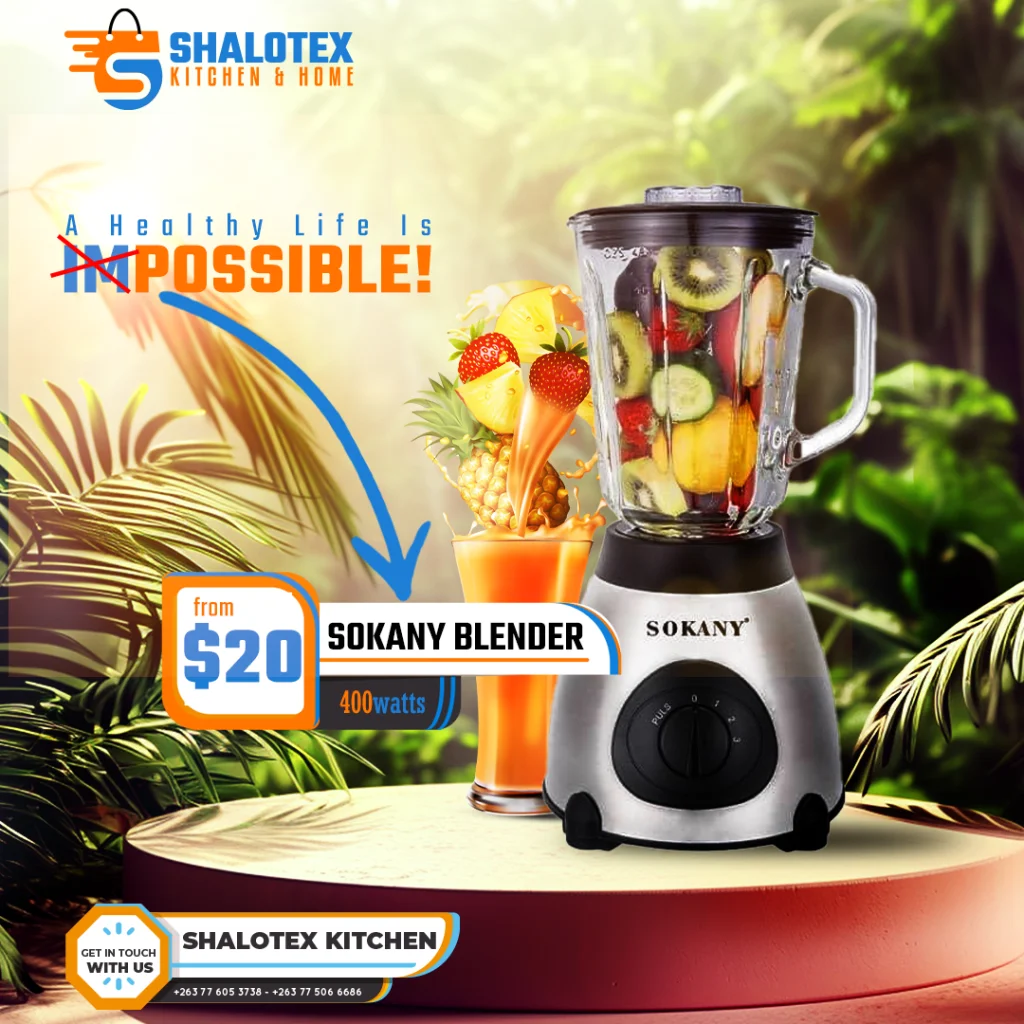 SHALOTEX
KITCHEN & HOME
A Healthy Life Is
IMPOSSIBLE!
from
$20
SOKANY BLENDER
400watts
SOKANY
PULS 0 1 2 3
GET IN TOUCH
WITH US
SHALOTEX KITCHEN
+263 77 605 3738 - +263 77 506 6686